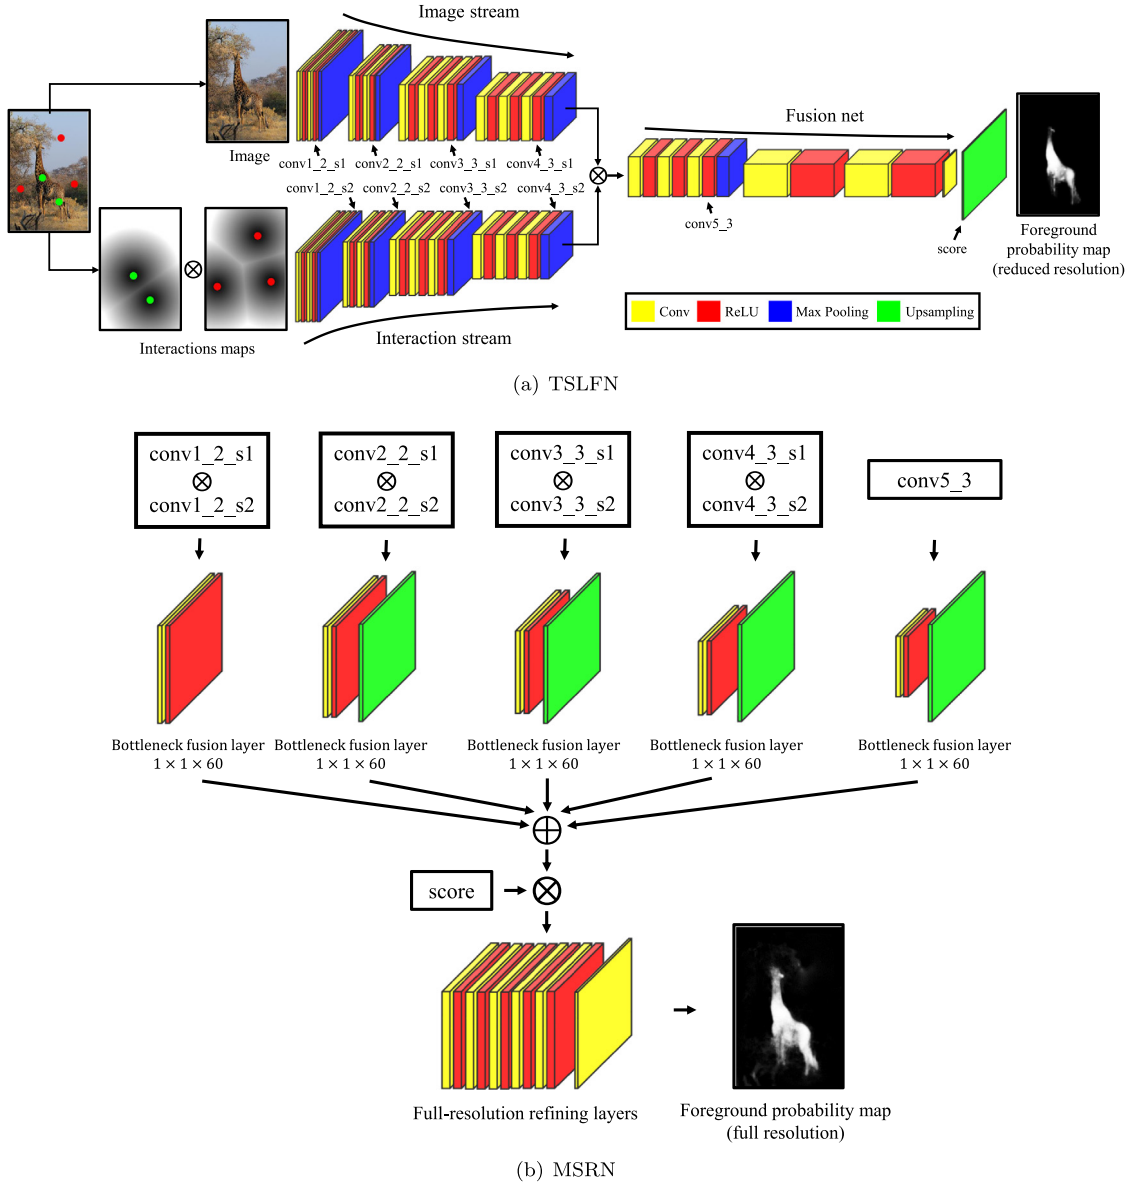 Image stream
Image
conv1_2_s1 conv2_2_s1 conv3_3_s1 conv4_3_s1
conv1_2_s2 conv2_2_s2 conv3_3_s2 conv4_3_s2
Fusion net
conv5_3
score
Foreground
probability map
(reduced resolution)
Conv ReLU Max Pooling Upsampling
Interactions maps
Interaction stream
(a) TSLFN
conv1_2_s1
conv1_2_s2
conv2_2_s1
conv2_2_s2
conv3_3_s1
conv3_3_s2
conv4_3_s1
conv4_3_s2
conv5_3
Bottleneck fusion layer
1 × 1 × 60
Bottleneck fusion layer
1 × 1 × 60
Bottleneck fusion layer
1 × 1 × 60
Bottleneck fusion layer
1 × 1 × 60
Bottleneck fusion layer
1 × 1 × 60
score
Full-resolution refining layers
Foreground probability map
(full resolution)
(b) MSRN